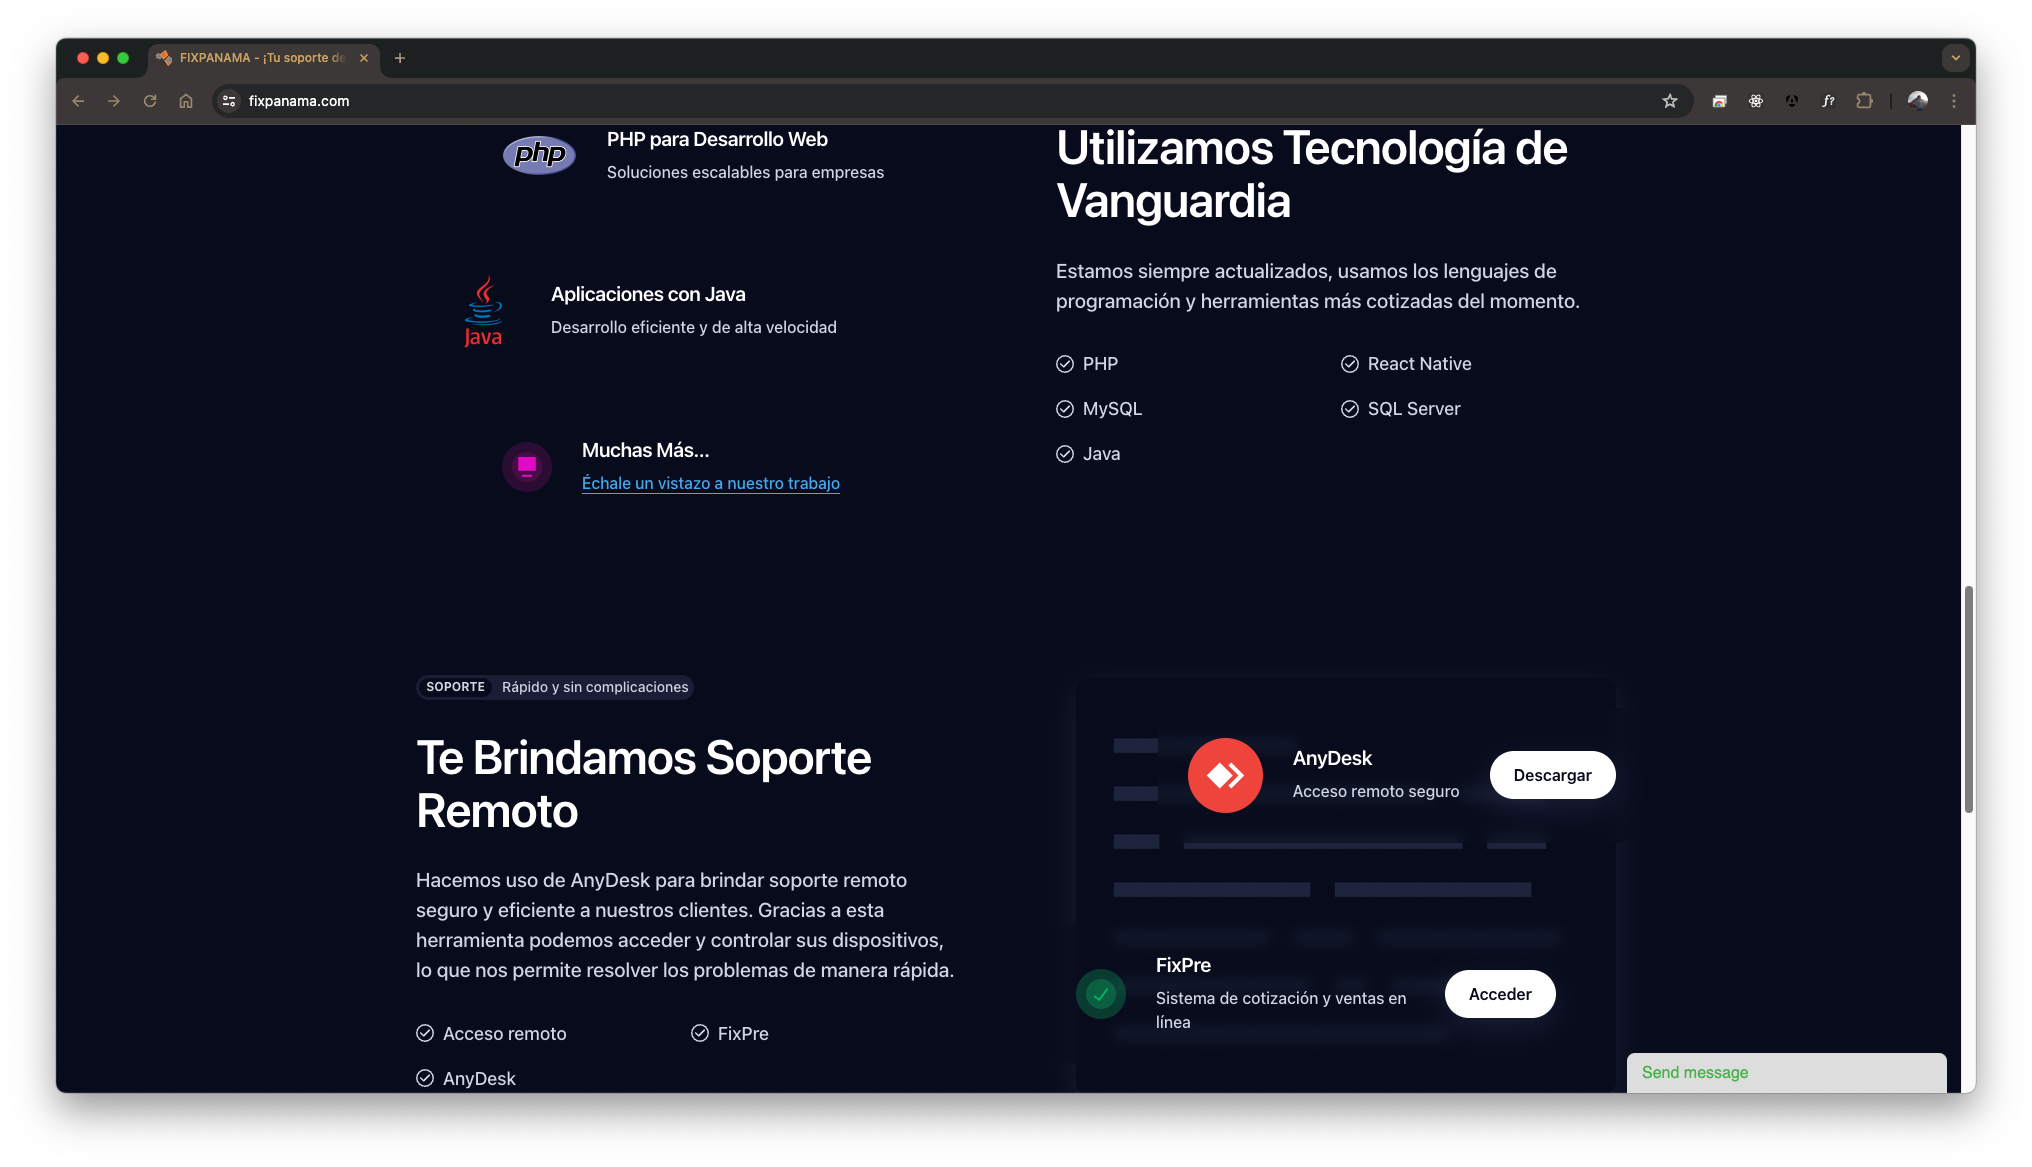 FIXPANAMA - ¡Tu soporte de
fixpanama.com
php
PHP para Desarrollo Web
Soluciones escalables para empresas
Java
Aplicaciones con Java
Desarrollo eficiente y de alta velocidad
Muchas Más...
Échale un vistazo a nuestro trabajo
Utilizamos Tecnología de
Vanguardia
Estamos siempre actualizados, usamos los lenguajes de
programación y herramientas más cotizadas del momento.
PHP
React Native
MySQL
SQL Server
Java
SOPORTE Rápido y sin complicaciones
Te Brindamos Soporte
Remoto
Hacemos uso de AnyDesk para brindar soporte remoto
seguro y eficiente a nuestros clientes. Gracias a esta
herramienta podemos acceder y controlar sus dispositivos,
lo que nos permite resolver los problemas de manera rápida.
Acceso remoto
FixPre
AnyDesk
AnyDesk
Acceso remoto seguro
Descargar
FixPre
Sistema de cotización y ventas en
línea
Acceder
Send message